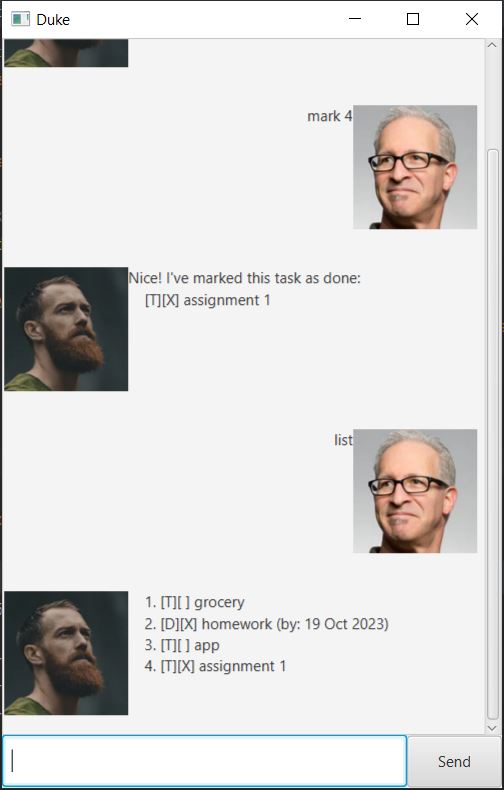 Duke
mark 4
Nice! I've marked this task as done:
[T][X] assignment 1
list
1. [T][ ] grocery
2. [D][X] homework (by: 19 Oct 2023)
3. [T][ ] app
4. [T][X] assignment 1
Send